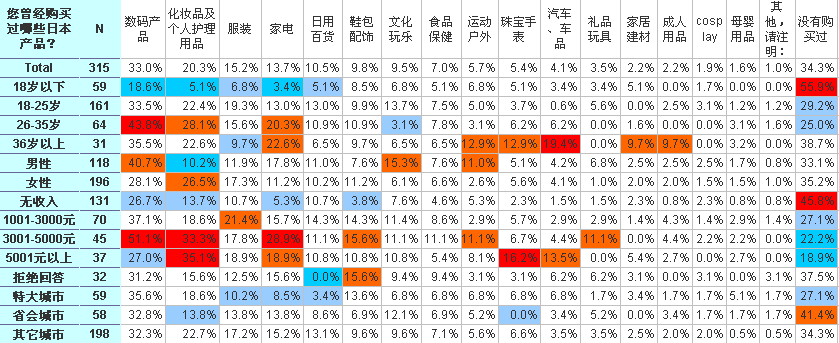 您曾经购买过哪些日本产品？ N 数码产品 化妆品及个人护理用品 服装 家电 日用百货 鞋包配饰 文化玩乐 食品保健 运动户外 珠宝手表 汽车、车品 礼品玩具 家居建材 成人用品 cosplay 母婴用品 其他，请注明： 没有购买过
Total 315 33.0% 20.3% 15.2% 13.7% 10.5% 9.8% 9.5% 7.0% 5.7% 5.4% 4.1% 3.5% 2.2% 2.2% 1.9% 1.6% 1.0% 34.3%
18岁以下 59 18.6% 5.1% 6.8% 3.4% 5.1% 8.5% 6.8% 5.1% 6.8% 5.1% 3.4% 3.4% 5.1% 0.0% 1.7% 0.0% 1.7% 55.9%
18-25岁 161 33.5% 22.4% 19.3% 13.0% 13.0% 9.9% 13.7% 5.0% 3.7% 0.6% 5.6% 0.0% 2.5% 3.1% 1.2% 1.2% 29.2%
26-35岁 64 43.8% 28.1% 15.6% 20.3% 10.9% 10.9% 3.1% 7.8% 3.1% 6.2% 6.2% 0.0% 1.6% 0.0% 1.6% 0.0% 25.0%
36岁以上 31 35.5% 22.6% 9.7% 22.6% 6.5% 9.7% 6.5% 6.5% 12.9% 12.9% 19.4% 0.0% 9.7% 9.7% 0.0% 3.2% 0.0% 38.7%
男性 118 40.7% 10.2% 11.9% 17.8% 11.0% 7.6% 15.3% 7.6% 11.0% 5.1% 4.2% 6.8% 2.5% 2.5% 2.5% 1.7% 0.8% 33.1%
女性 196 28.1% 26.5% 17.3% 11.2% 10.2% 11.2% 6.1% 6.6% 2.6% 5.6% 4.1% 1.0% 2.0% 2.0% 1.5% 1.5% 1.0% 35.2%
无收入 131 26.7% 13.7% 10.7% 5.3% 10.7% 3.8% 7.6% 4.6% 5.3% 2.3% 1.5% 1.5% 2.3% 0.8% 2.3% 0.8% 0.8% 45.8%
1001-3000元 70 37.1% 18.6% 21.4% 15.7% 14.3% 14.3% 11.4% 8.6% 2.9% 5.7% 2.9% 2.9% 1.4% 4.3% 1.4% 2.9% 1.4% 27.1%
3001-5000元 45 51.1% 33.3% 17.8% 28.9% 11.1% 15.6% 11.1% 11.1% 11.1% 6.7% 4.4% 11.1% 0.0% 4.4% 2.2% 2.2% 0.0% 22.2%
5001元以上 37 27.0% 35.1% 18.9% 18.9% 10.8% 10.8% 10.8% 5.4% 8.1% 16.2% 13.5% 2.7% 5.4% 2.7% 2.7% 2.7% 0.0% 18.9%
拒绝回答 32 31.2% 15.6% 12.5% 15.6% 0.0% 15.6% 9.4% 9.4% 3.1% 3.1% 6.2% 6.2% 3.1% 0.0% 0.0% 0.0% 3.1% 37.5%
特大城市 59 35.6% 18.6% 10.2% 8.5% 3.4% 13.6% 6.8% 6.8% 6.8% 6.8% 6.8% 1.7% 3.4% 1.7% 1.7% 5.1% 1.7% 27.1%
省会城市 58 32.8% 13.8% 13.8% 13.8% 8.6% 6.9% 12.1% 6.9% 5.2% 0.0% 3.4% 5.2% 0.0% 3.4% 1.7% 1.7% 1.7% 41.4%
其它城市 198 32.3% 22.7% 17.2% 15.2% 13.1% 9.6% 9.6% 7.1% 5.6% 6.6% 3.5% 3.5% 2.5% 2.0% 2.0% 0.5% 0.5% 34.3%